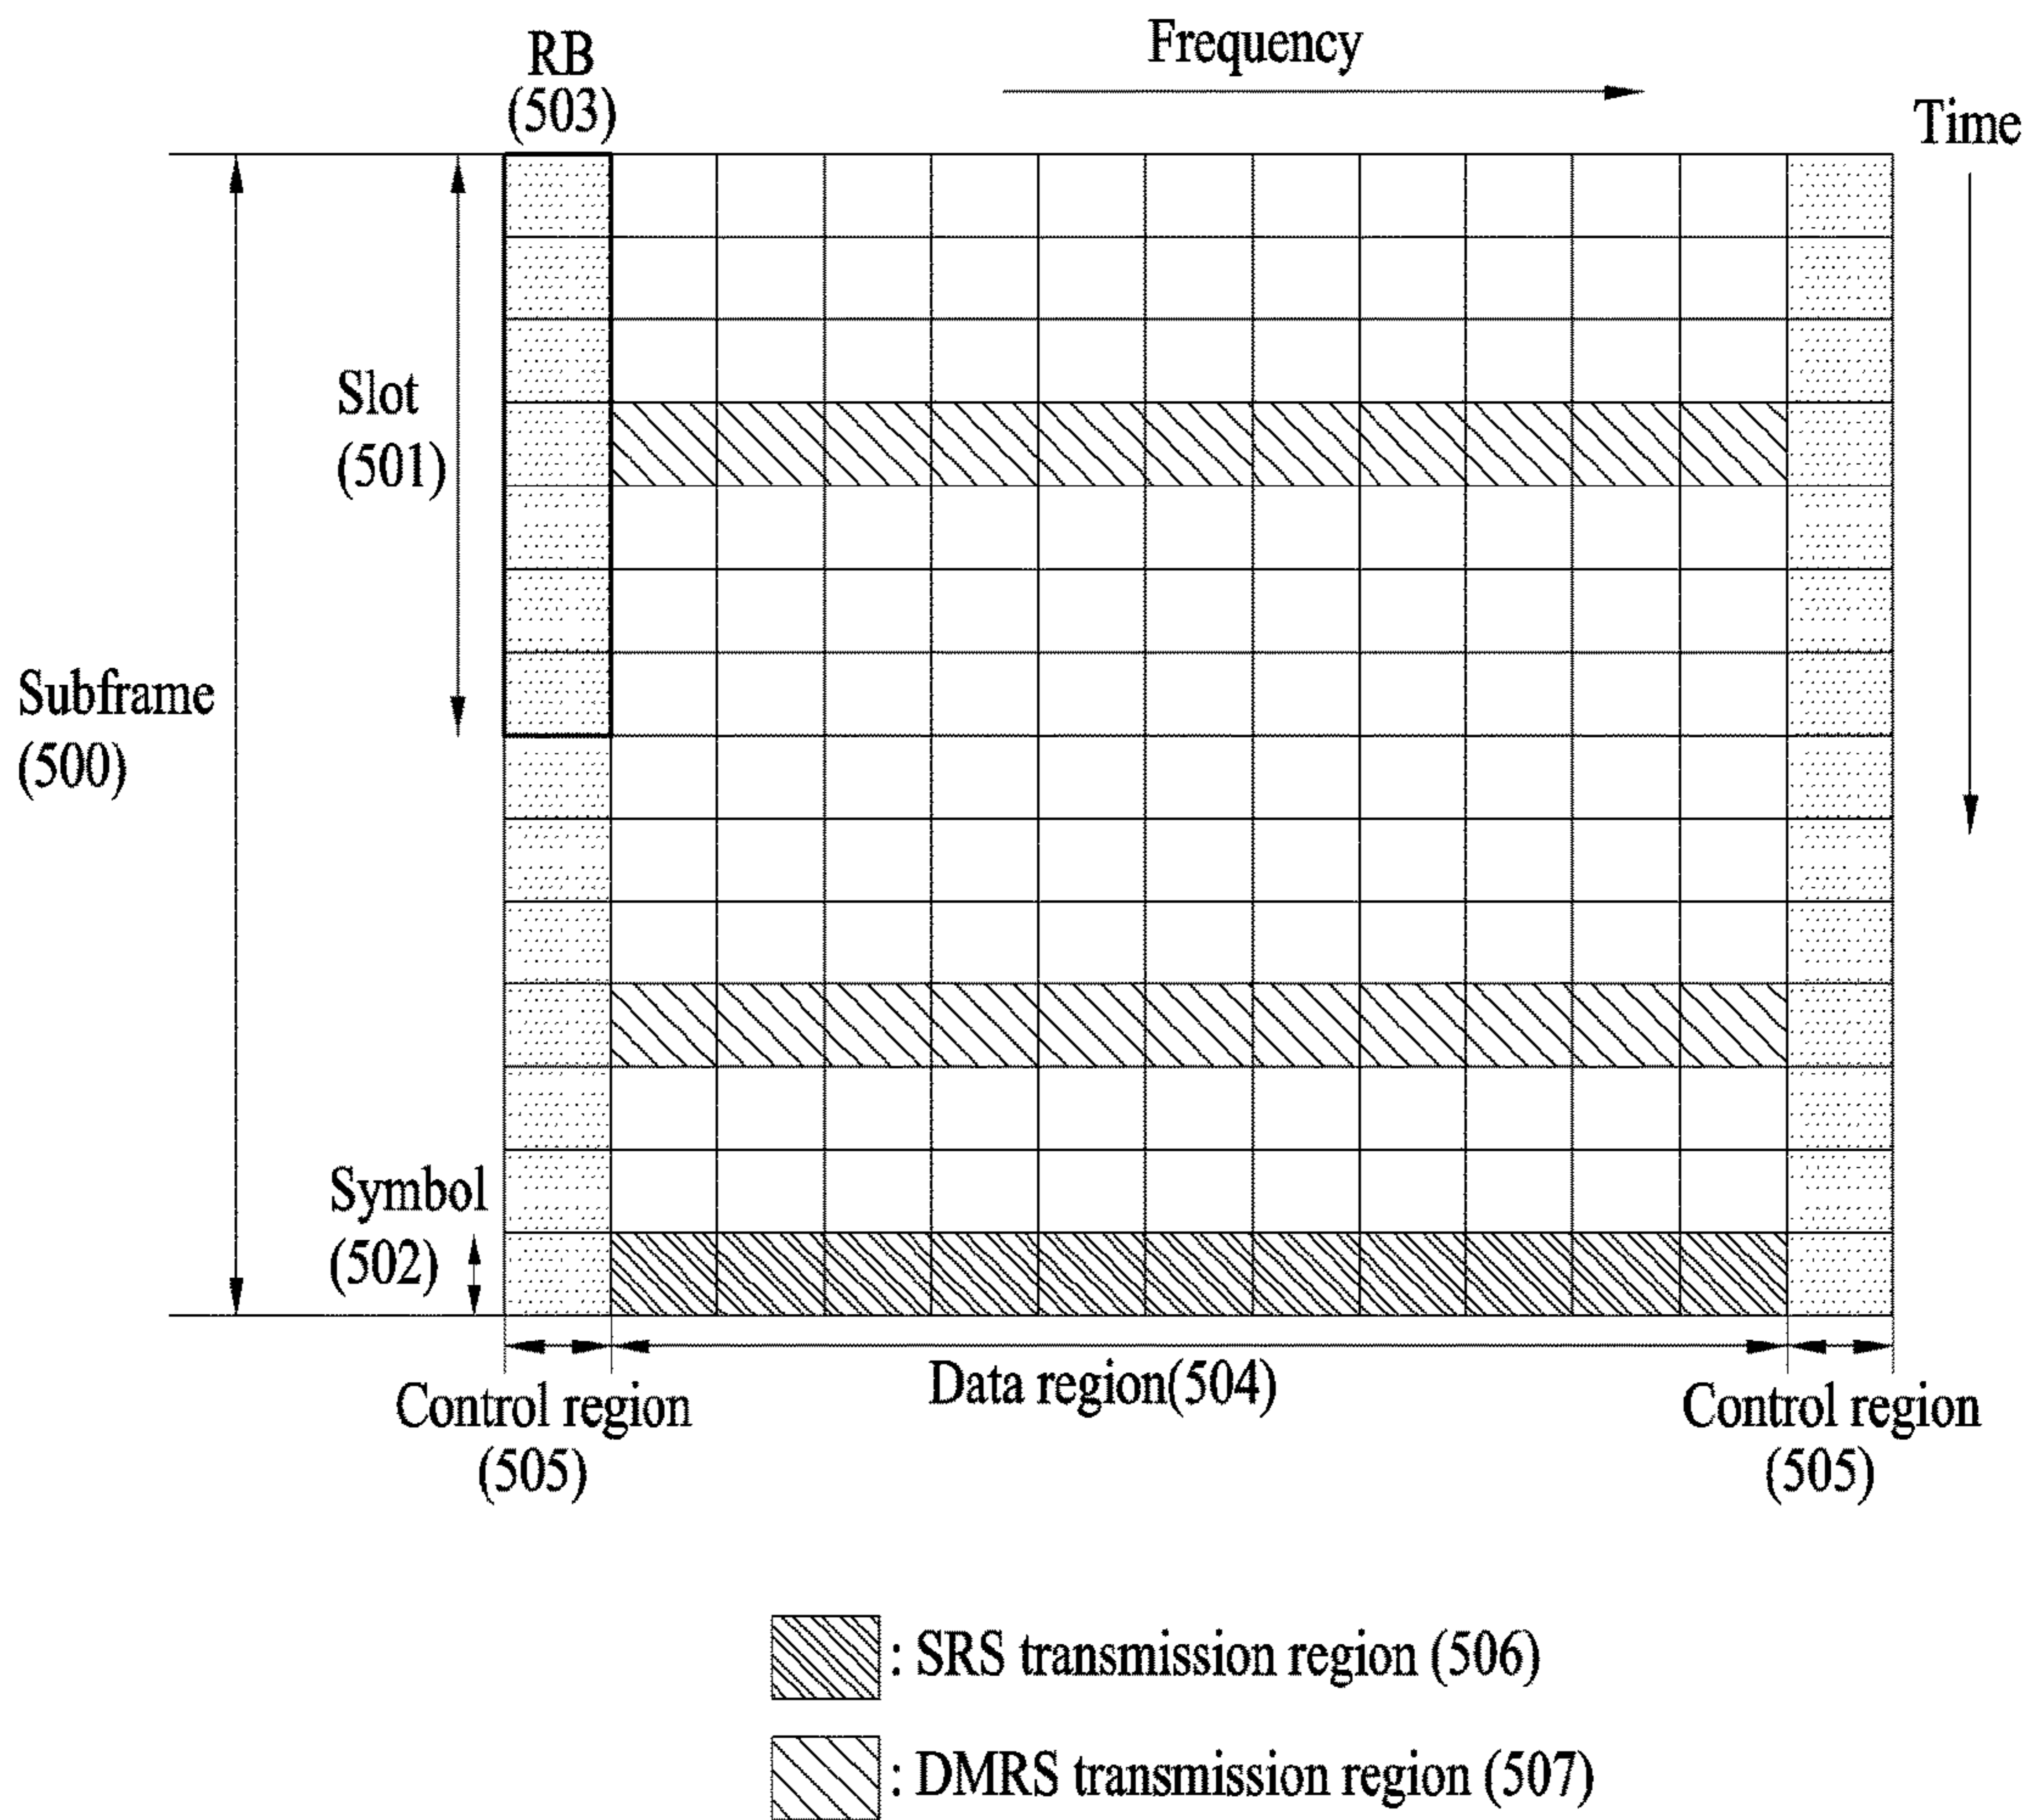 RB
(503)
Frequency
Time
Slot
(501)
Subframe
(500)
Symbol
(502)
Data region(504)
Control region
(505)
Control region
(505)
: SRS transmission region (506)
: DMRS transmission region (507)